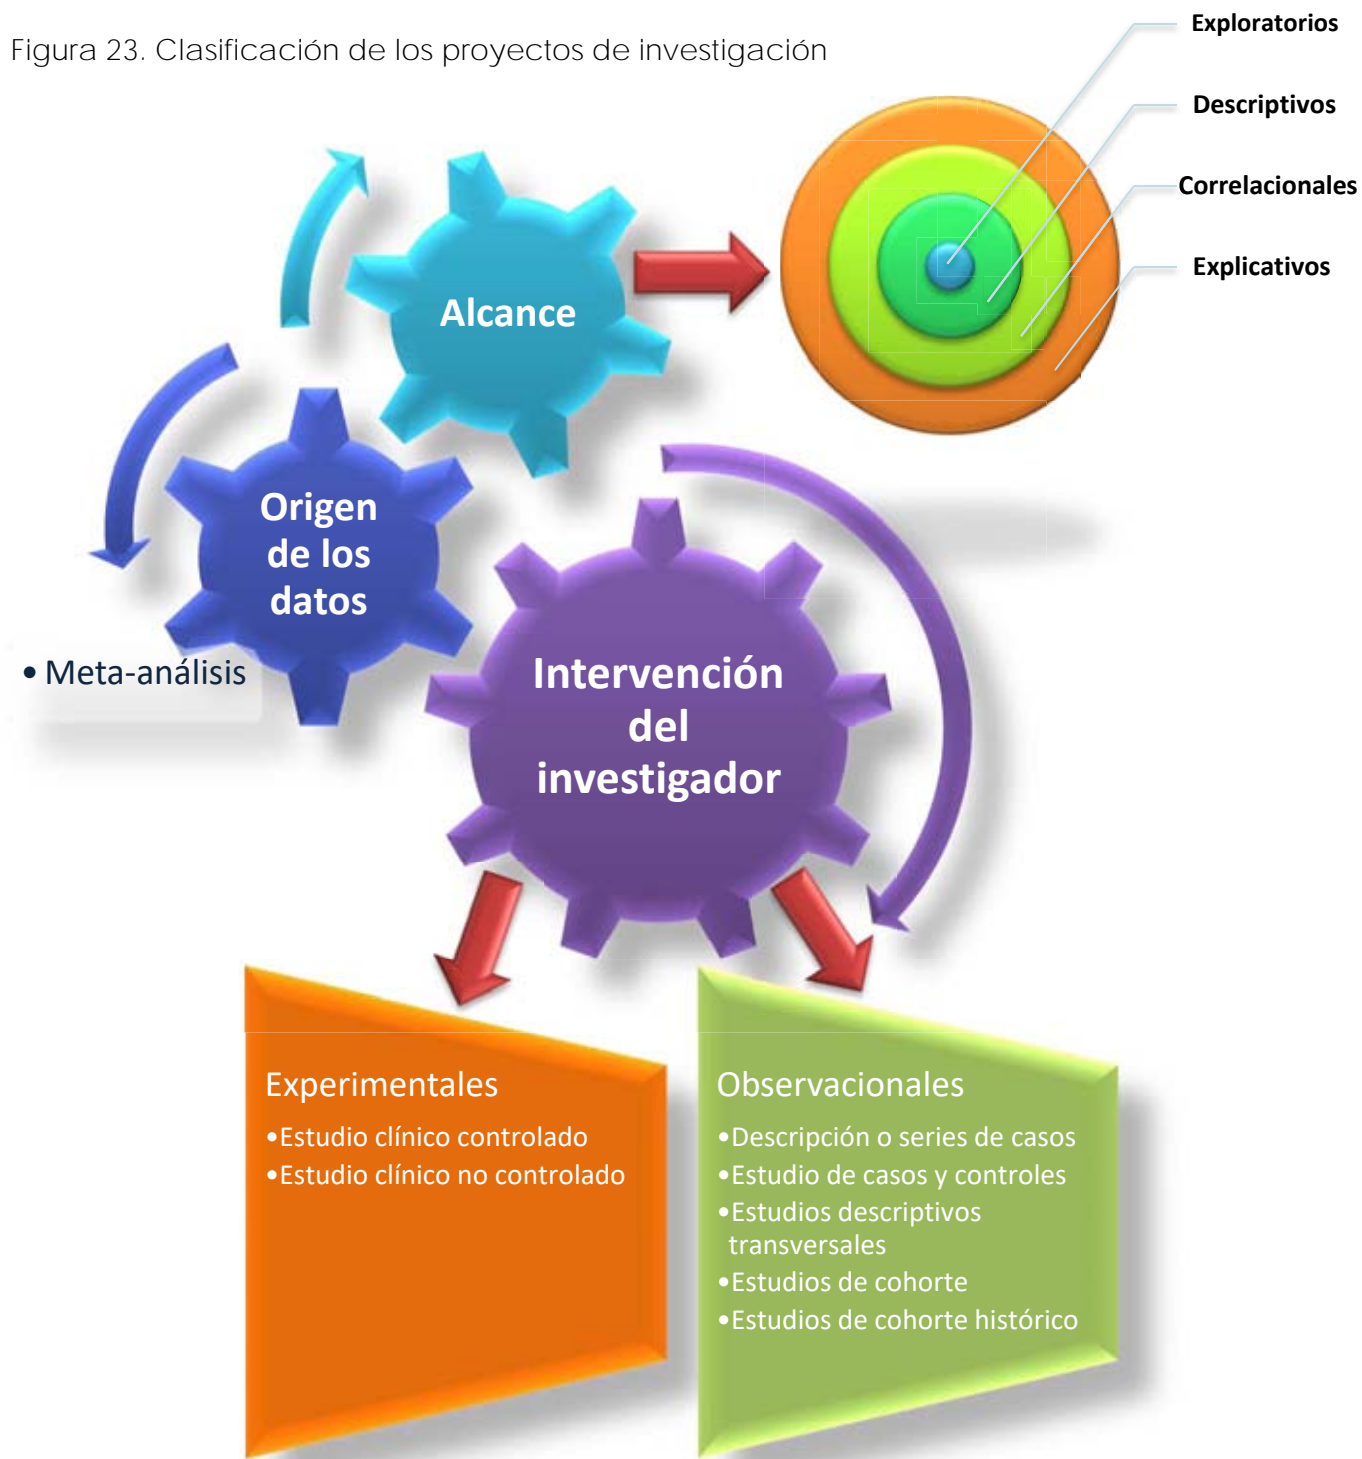 Figura 23. Clasificación de los proyectos de investigación
Exploratorios
Descriptivos
Correlacionales
Explicativos
Alcance
Origen
de los
datos
• Meta-análisis
Intervención
del
investigador
Experimentales
•Estudio clínico controlado
•Estudio clínico no controlado
Observacionales
•Descripción o series de casos
•Estudio de casos y controles
•Estudios descriptivos
transversales
•Estudios de cohorte
•Estudios de cohorte histórico